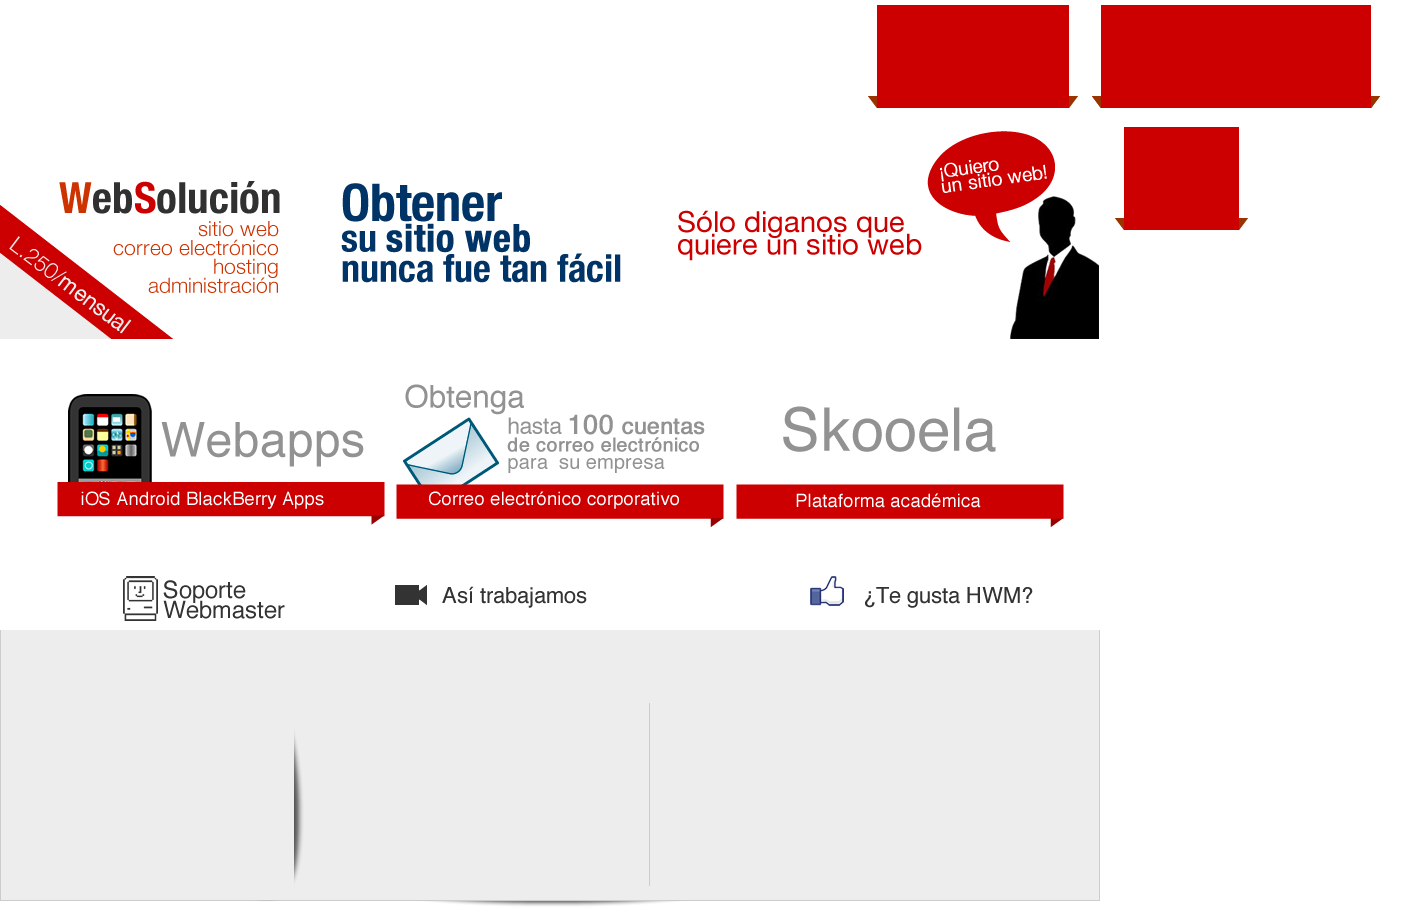 WebSolución
sitio web
correo electrónico
hosting
administración
L.250/mensual
Obtener
su sitio web
nunca fue tan fácil
Sólo diganos que
quiere un sitio web
¡Quiero
un sitio web!
Webapps
iOS Android BlackBerry Apps
Obtenga
hasta 100 cuentas
de correo electrónico
para su empresa
Correo electrónico corporativo
Skooela
Plataforma académica
Soporte
Webmaster
Así trabajamos
¿Te gusta HWM?